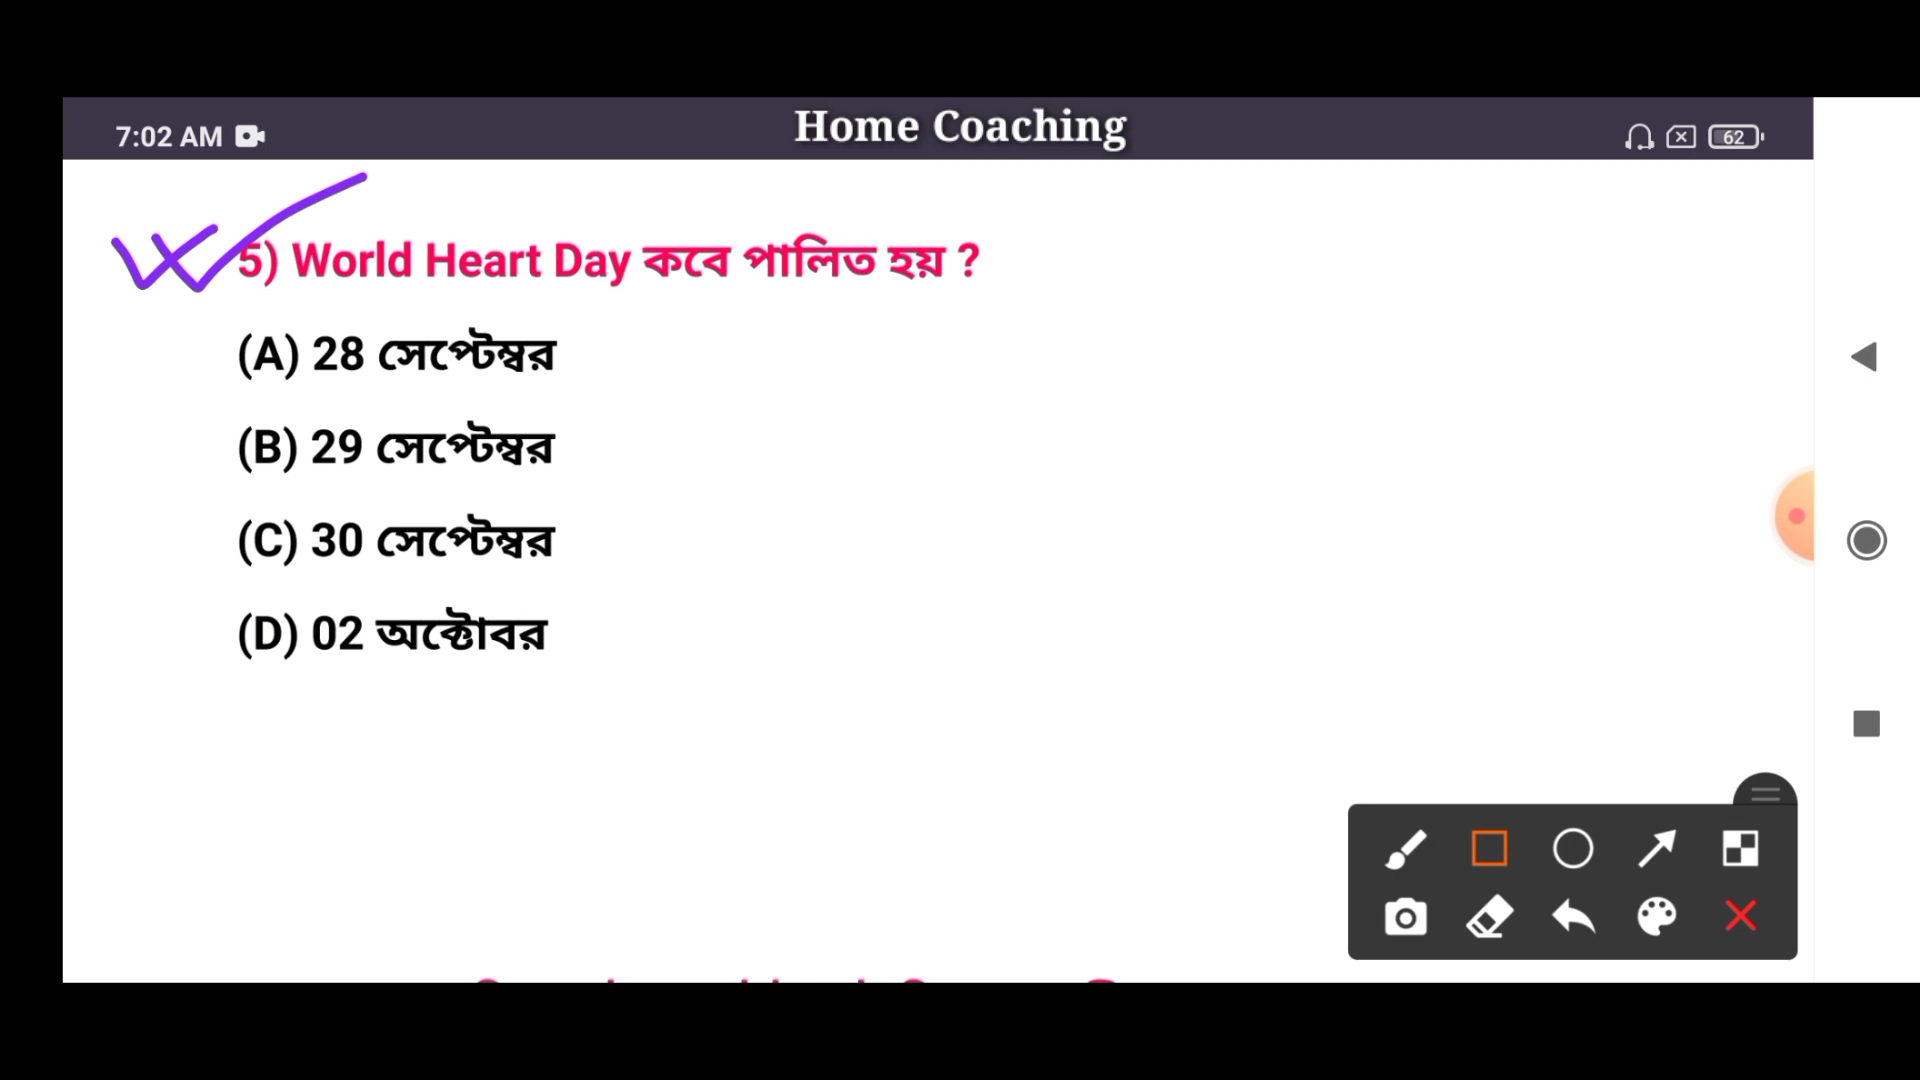 Home Coaching
7:02 AM 62
5) World Heart Day কবে পালিত হয় ?
(A) 28 সেপ্টেম্বর
(B) 29 সেপ্টেম্বর
(C) 30 সেপ্টেম্বর
(D) 02 অক্টোবর